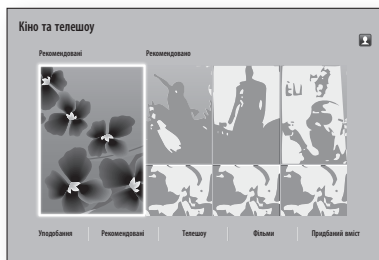 Кіно та телешоу
Рекомендовані Рекомендовано
Уподобання Рекомендовані Телешоу Фільми Придбаний вміст